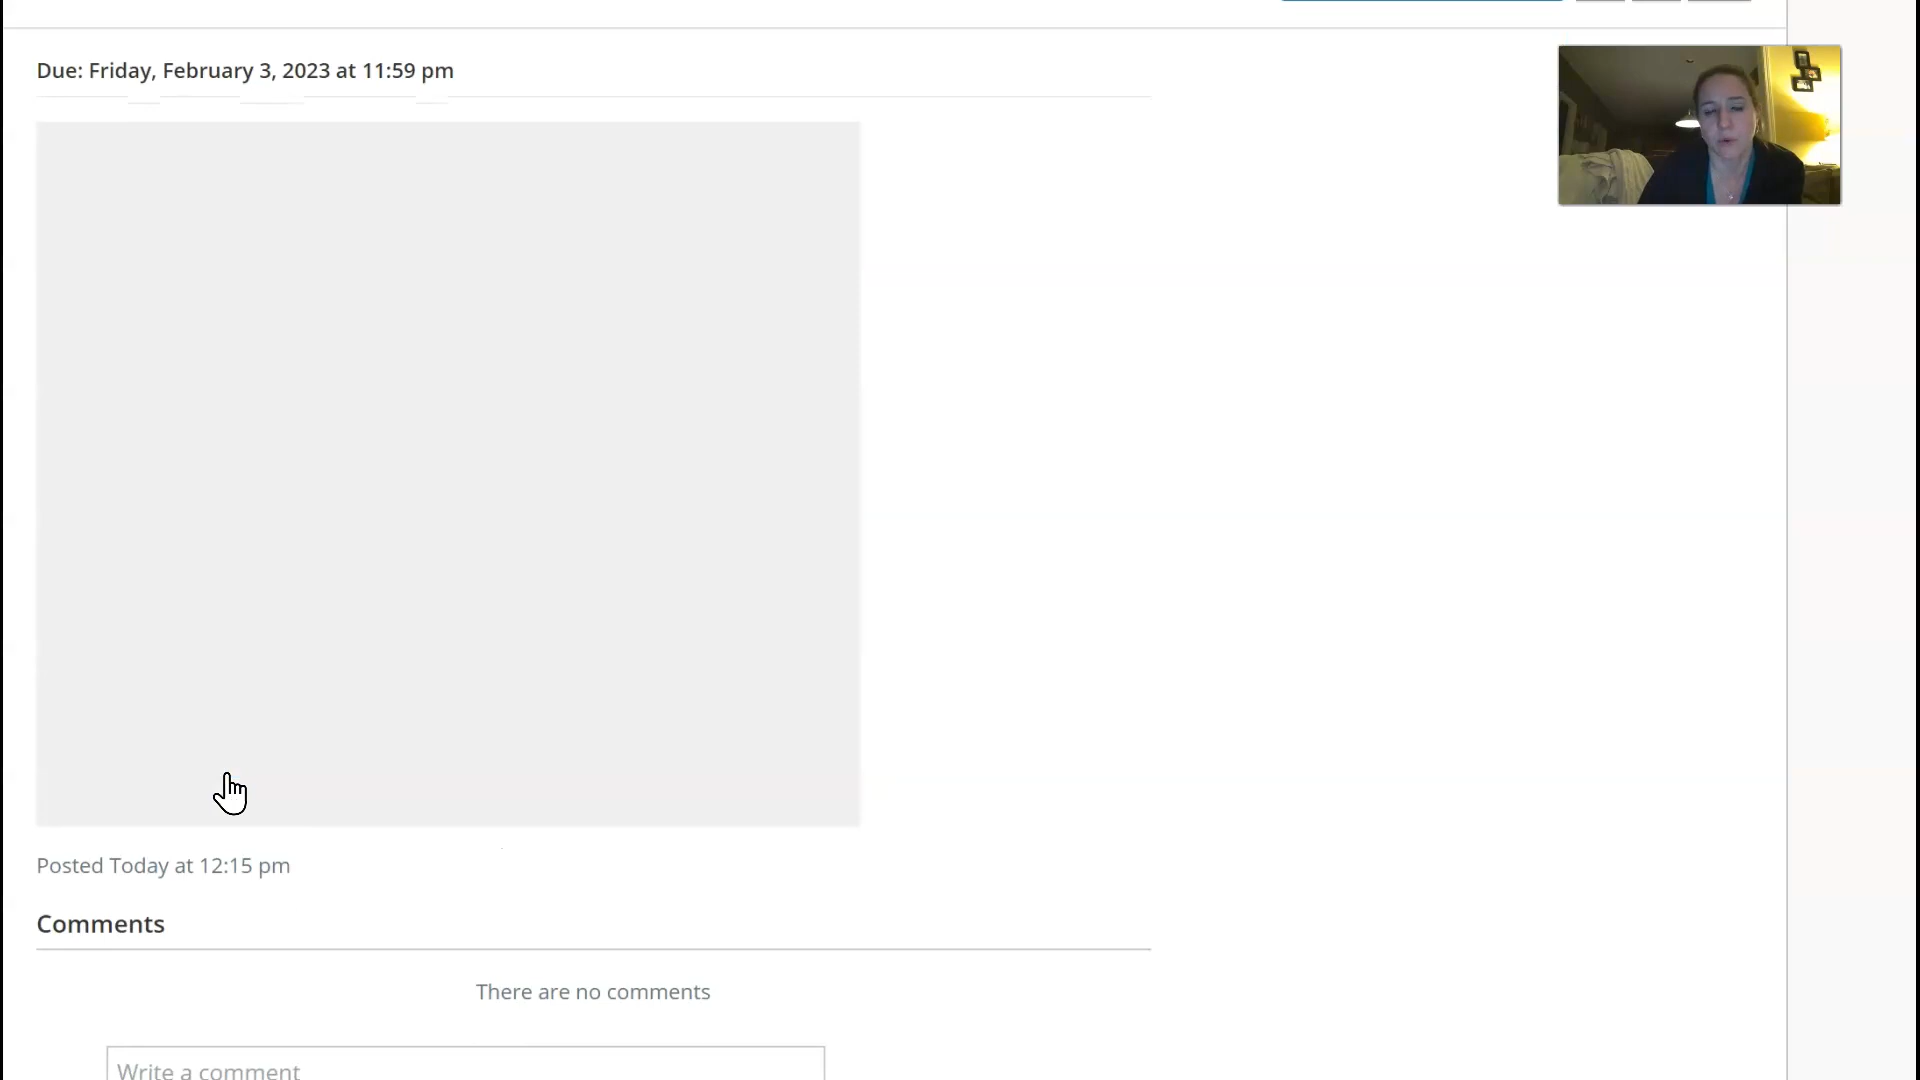 Due: Friday, February 3, 2023 at 11:59 pm
Posted Today at 12:15 pm
Comments
There are no comments
Write a comment